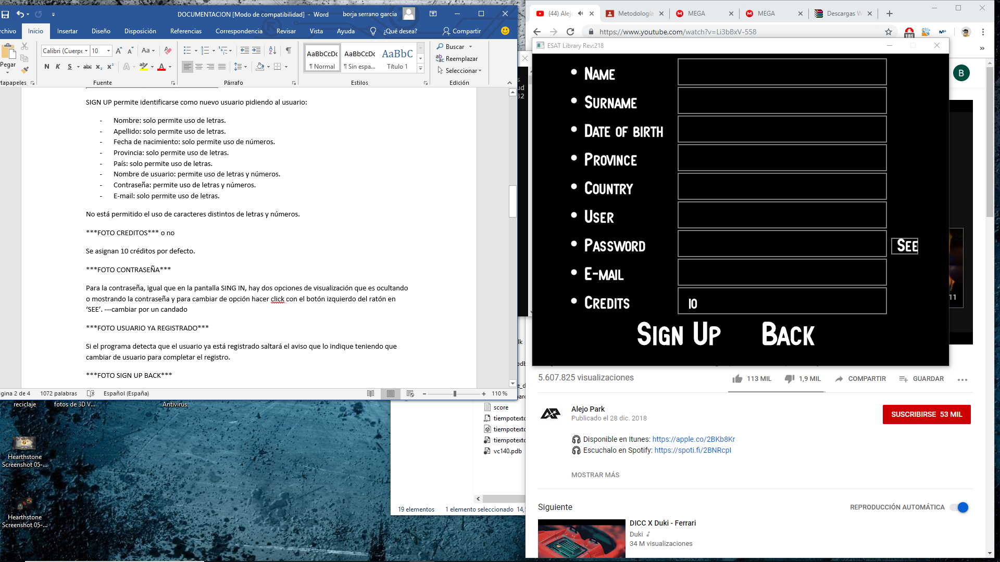 DOCUMENTACION [Modo de compatibilidad] - Word
borja serrano garcia
rchivo
Inicio
Insertar
Diseño
Disposición
Referencias
Correspondencia
Revisar
Vista
Ayuda
¿Qué desea?
Compartir
Pegar
Calibri (Cuerpo
10
Aa
N K S abc x₂ x²
AaBbCcDc
AaBbCcDc
AaBbC
¶ Normal
¶ Sin espa...
Título 1
Buscar
Reemplazar
Seleccionar
rtapapeles
Fuente
Párrafo
Estilos
Edición
SIGN UP permite identificarse como nuevo usuario pidiendo al usuario:
- Nombre: solo permite uso de letras.
- Apellido: solo permite uso de letras.
- Fecha de nacimiento: solo permite uso de números.
- Provincia: solo permite uso de letras.
- País: solo permite uso de letras.
- Nombre de usuario: permite uso de letras y números.
- Contraseña: permite uso de letras y números.
- E-mail: solo permite uso de letras.
No está permitido el uso de caracteres distintos de letras y números.
***FOTO CREDITOS*** o no
Se asignan 10 créditos por defecto.
***FOTO CONTRASEÑA***
Para la contraseña, igual que en la pantalla SING IN, hay dos opciones de visualización que es ocultando
o mostrando la contraseña y para cambiar de opción hacer click con el botón izquierdo del ratón en
‘SEE’. ---cambiar por un candado
***FOTO USUARIO YA REGISTRADO***
Si el programa detecta que el usuario ya está registrado saltará el aviso que lo indique teniendo que
cambiar de usuario para completar el registro.
***FOTO SIGN UP BACK***
gina 2 de 4
1072 palabras
Español (España)
110 %
reciclaje
fotos de 3D V...
Antivirus
Hearthstone
Screenshot 05-...
Hearthstone
Screenshot 05-...
score
tiempotexto
tiempotexto
tiempotexto
vc140.pdb
19 elementos
1 elemento seleccionado
14,
(44) Alej
Metodología
MEGA
MEGA
Descargas W
https://www.youtube.com/watch?v=Li3bBxV-558
181
B
ESAT Library Rev:218
• Name
• Surname
• Date of birth
• Province
• Country
• User
• Password
See
• E-mail
• Credits
10
Sign Up
Back
11
5.607.825 visualizaciones
113 MIL
1,9 MIL
COMPARTIR
GUARDAR
Alejo Park
Publicado el 28 dic. 2018
SUSCRIBIRSE 53 MIL
Disponible en Itunes: https://apple.co/2BKb8Kr
Escuchalo en Spotify: https://spoti.fi/2BNRcpI
MOSTRAR MÁS
Siguiente
REPRODUCCIÓN AUTOMÁTICA
DICC X Duki - Ferrari
Duki
34 M visualizaciones